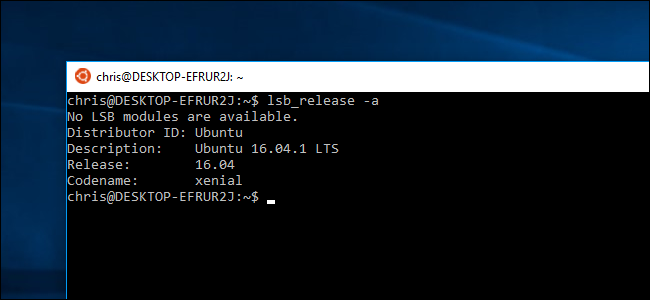 chris@DESKTOP-EFRUR2J: ~
chris@DESKTOP-EFRUR2J:~$ lsb_release -a
No LSB modules are available.
Distributor ID: Ubuntu
Description:    Ubuntu 16.04.1 LTS
Release:        16.04
Codename:       xenial
chris@DESKTOP-EFRUR2J:~$